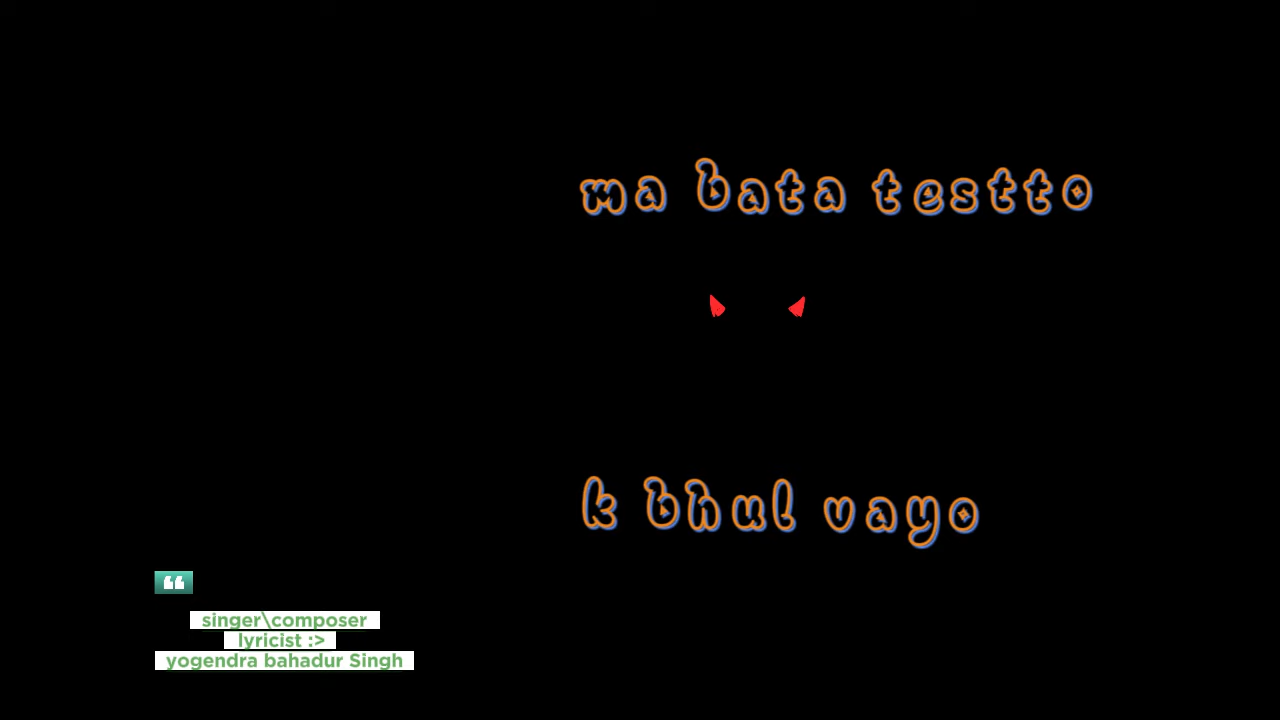 ma bata testto
k bhul vayo
❝
singer\composer
lyricist :>
yogendra bahadur Singh